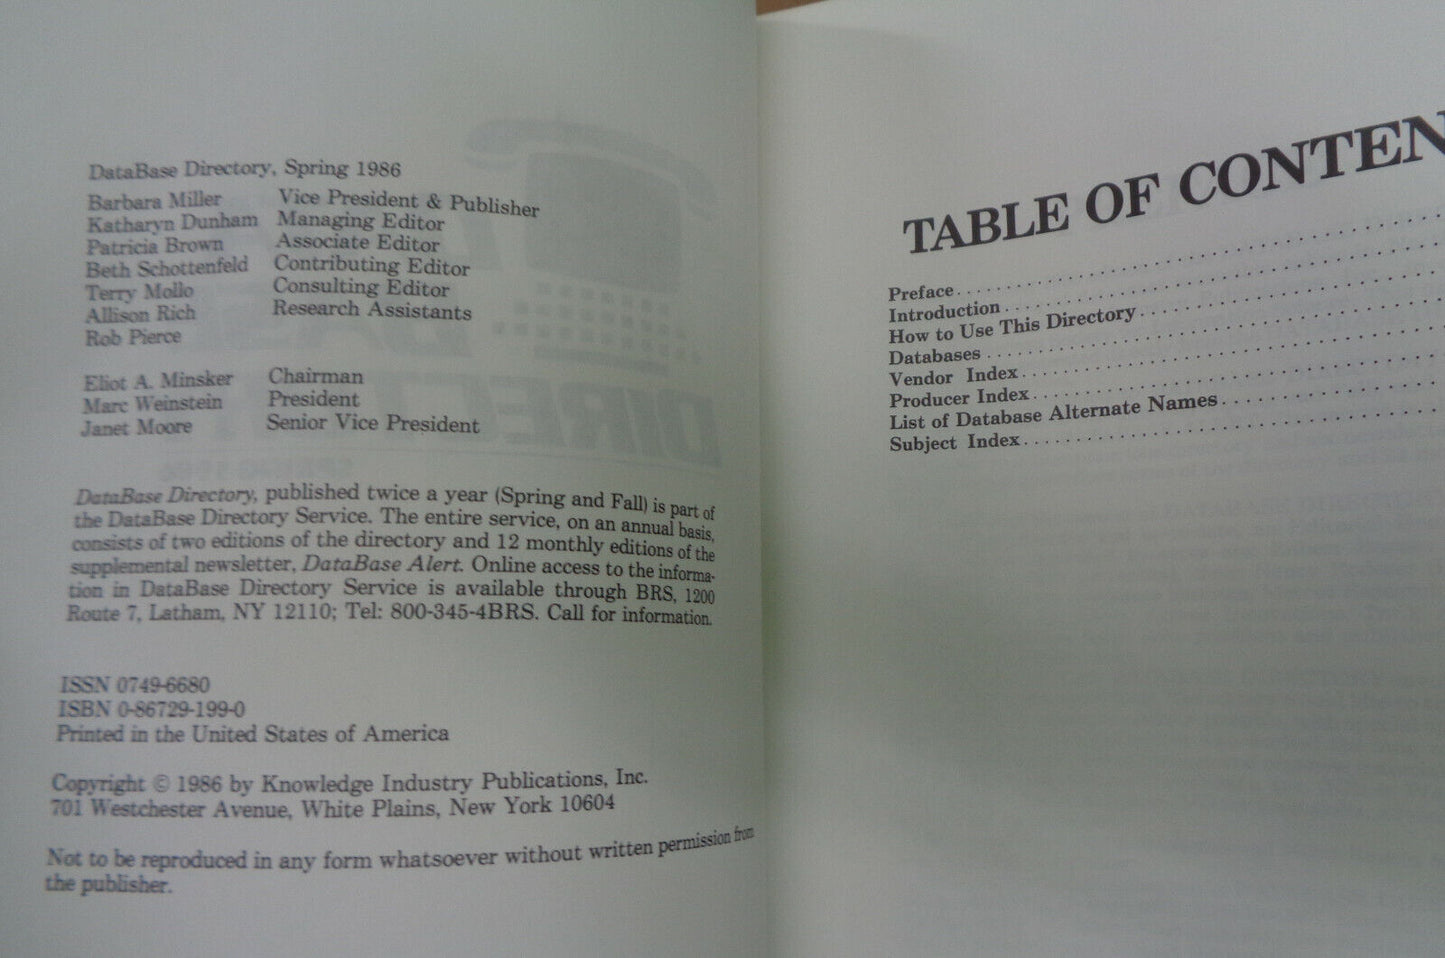 DataBase Directory, Spring 1986
Barbara Miller Vice President & Publisher
Katharyn Dunham Managing Editor
Patricia Brown Associate Editor
Beth Schottenfeld Contributing Editor
Terry Mollo Consulting Editor
Allison Rich Research Assistants
Rob Pierce
Eliot A. Minsker Chairman
Marc Weinstein President
Janet Moore Senior Vice President
DataBase Directory, published twice a year (Spring and Fall) is part of
the DataBase Directory Service. The entire service, on an annual basis,
consists of two editions of the directory and 12 monthly editions of the
supplemental newsletter, DataBase Alert. Online access to the informa-
tion in DataBase Directory Service is available through BRS, 1200
Route 7, Latham, NY 12110; Tel: 800-345-4BRS. Call for information.
ISSN 0749-6680
ISBN 0-86729-199-0
Printed in the United States of America
Copyright © 1986 by Knowledge Industry Publications, Inc.
701 Westchester Avenue, White Plains, New York 10604
Not to be reproduced in any form whatsoever without written permission from
the publisher.
TABLE OF CONTEN
Preface
Introduction
How to Use This Directory
Databases
Vendor Index
Producer Index
List of Database Alternate Names
Subject Index